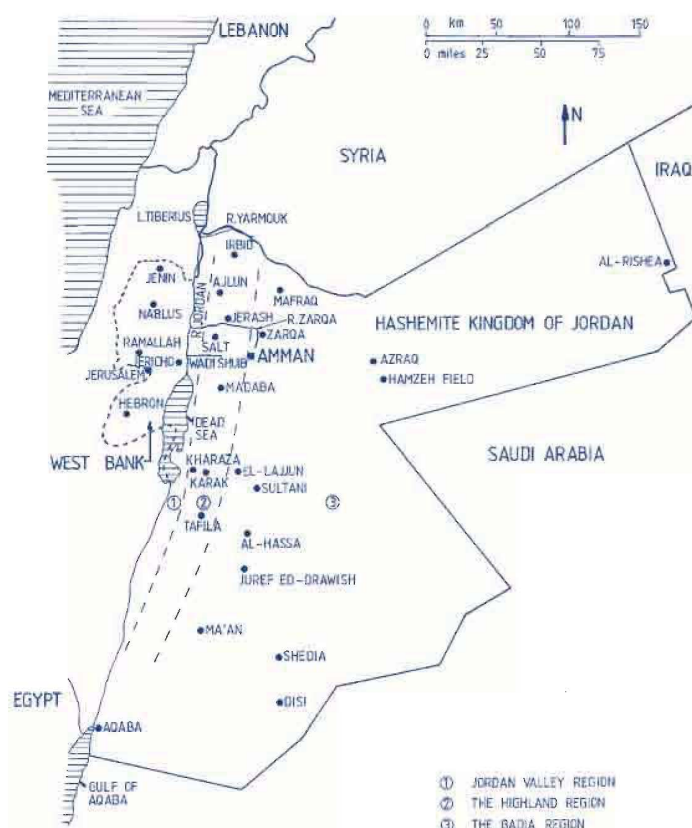 0 km 50 100 150
0 miles 25 50 75
LEBANON
MEDITERRANEAN
SEA
N
SYRIA
IRAQ
L.TIBERIUS
R.YARMOUK
IRBID
AL-RISHEA
JENIN
AJLUN
MAFRAQ
NABLUS
R.JORDAN
JERASH
R.ZARQA
HASHEMITE KINGDOM OF JORDAN
ZARQA
SALT
RAMALLAH
JERICHO
WADI SHUB
AMMAN
AZRAQ
JERUSALEM
HAMZEH FIELD
MADABA
HEBRON
DEAD
SEA
SAUDI ARABIA
WEST BANK
KHARAZA
KARAK
EL-LAJJUN
SULTANI
① ② ③
TAFILA
AL-HASSA
JUREF ED-DRAWISH
MA'AN
SHEDIA
EGYPT
DISI
AQABA
GULF OF
AQABA
① JORDAN VALLEY REGION
② THE HIGHLAND REGION
③ THE BADIA REGION